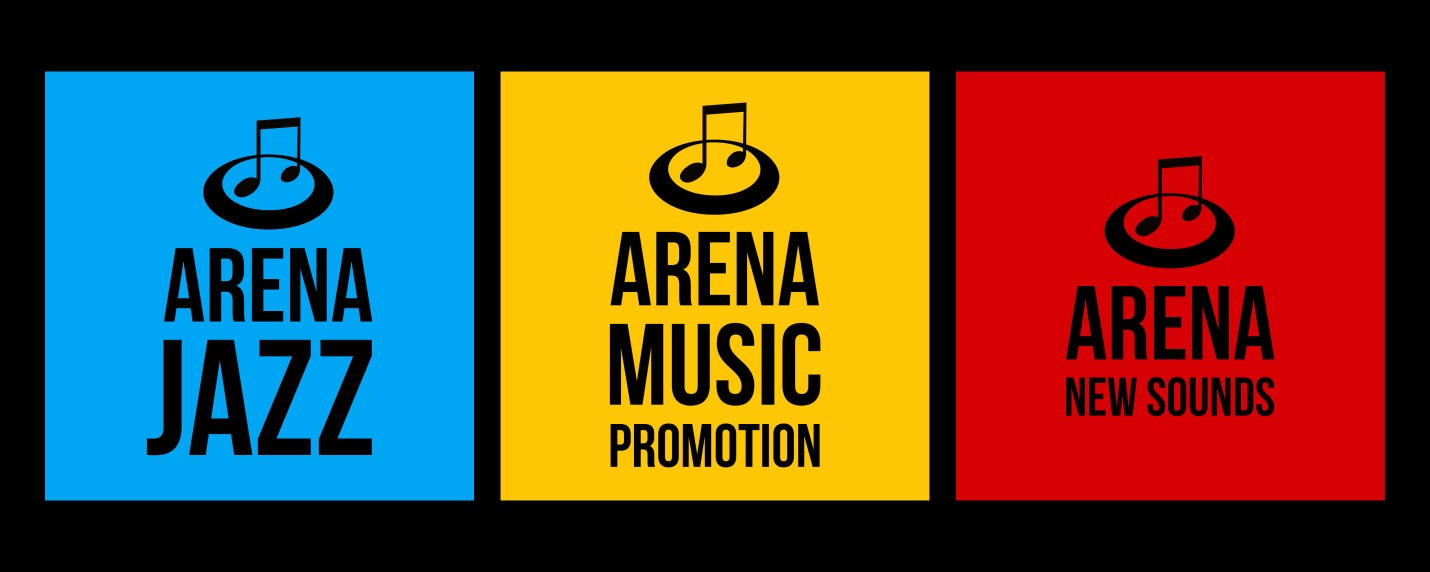 ARENA
JAZZ
ARENA
MUSIC
PROMOTION
ARENA
NEW SOUNDS